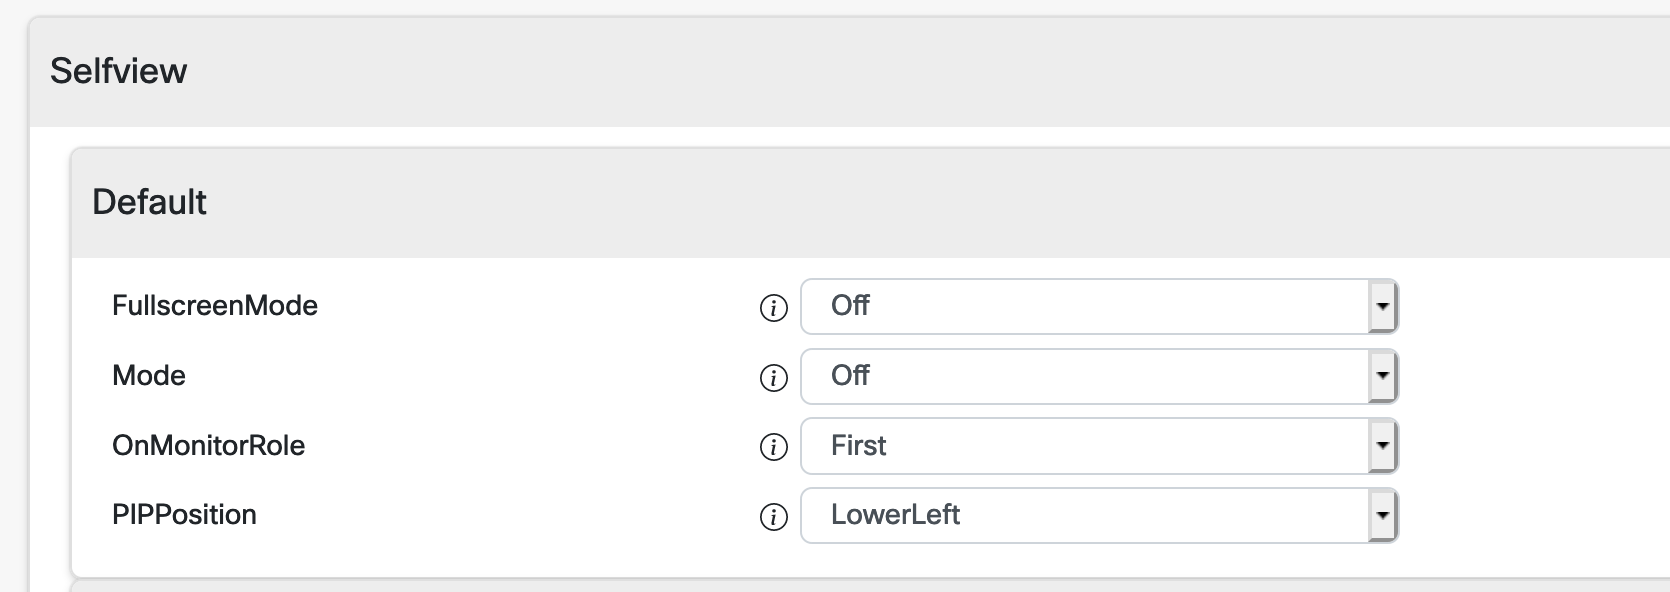 Selfview
Default
FullscreenMode
i
Off
Mode
i
Off
OnMonitorRole
i
First
PIPPosition
i
LowerLeft